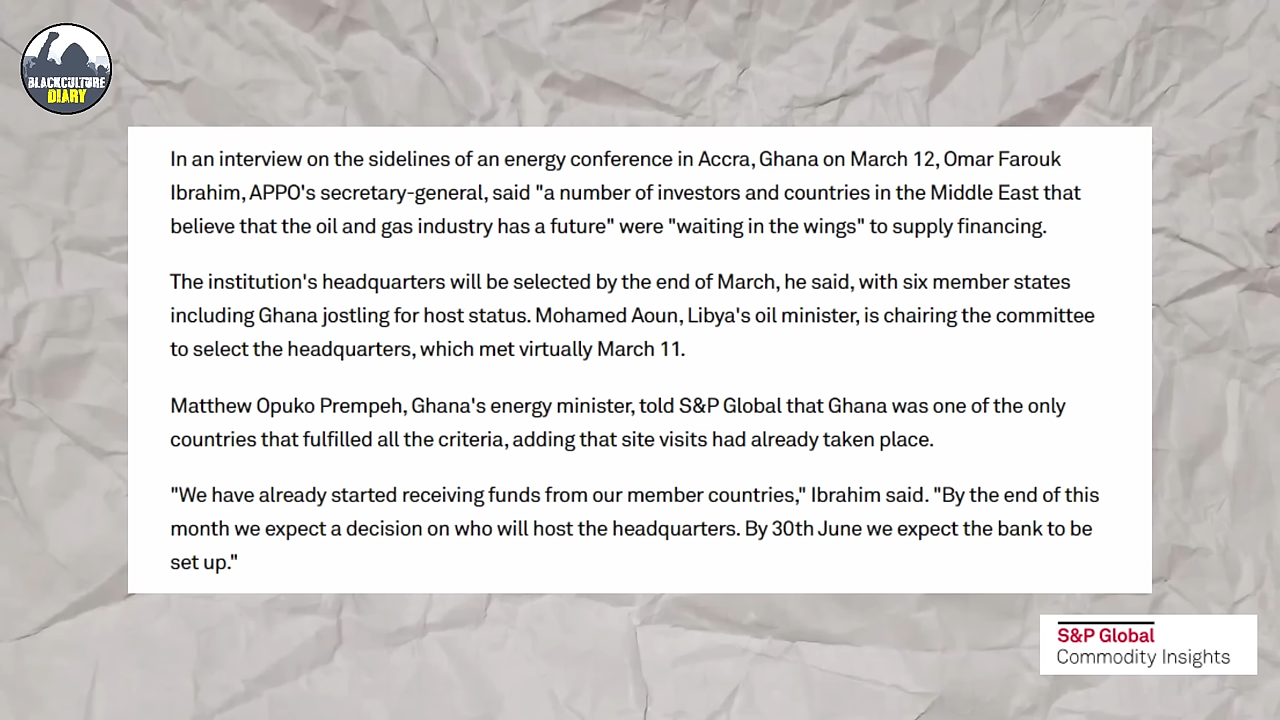 BLACKCULTURE
DIARY
In an interview on the sidelines of an energy conference in Accra, Ghana on March 12, Omar Farouk
Ibrahim, APPO's secretary-general, said "a number of investors and countries in the Middle East that
believe that the oil and gas industry has a future" were "waiting in the wings" to supply financing.
The institution's headquarters will be selected by the end of March, he said, with six member states
including Ghana jostling for host status. Mohamed Aoun, Libya's oil minister, is chairing the committee
to select the headquarters, which met virtually March 11.
Matthew Opuko Prempeh, Ghana's energy minister, told S&P Global that Ghana was one of the only
countries that fulfilled all the criteria, adding that site visits had already taken place.
"We have already started receiving funds from our member countries," Ibrahim said. "By the end of this
month we expect a decision on who will host the headquarters. By 30th June we expect the bank to be
set up."
S&P Global
Commodity Insights